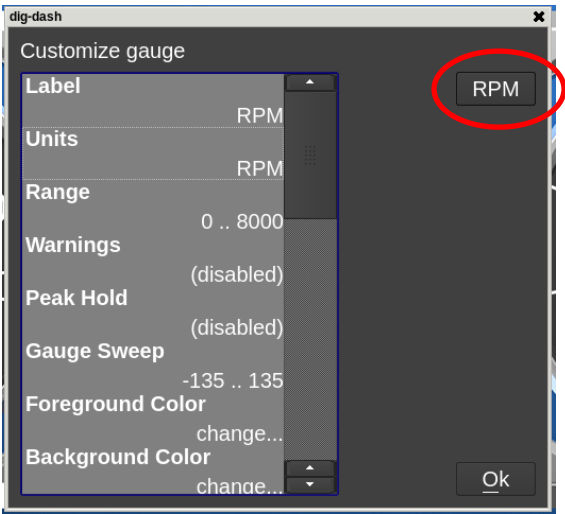 dig-dash
Customize gauge
Label
RPM
RPM
Units
RPM
Range
0 .. 8000
Warnings
(disabled)
Peak Hold
(disabled)
Gauge Sweep
-135 .. 135
Foreground Color
change...
Background Color
change...
Ok